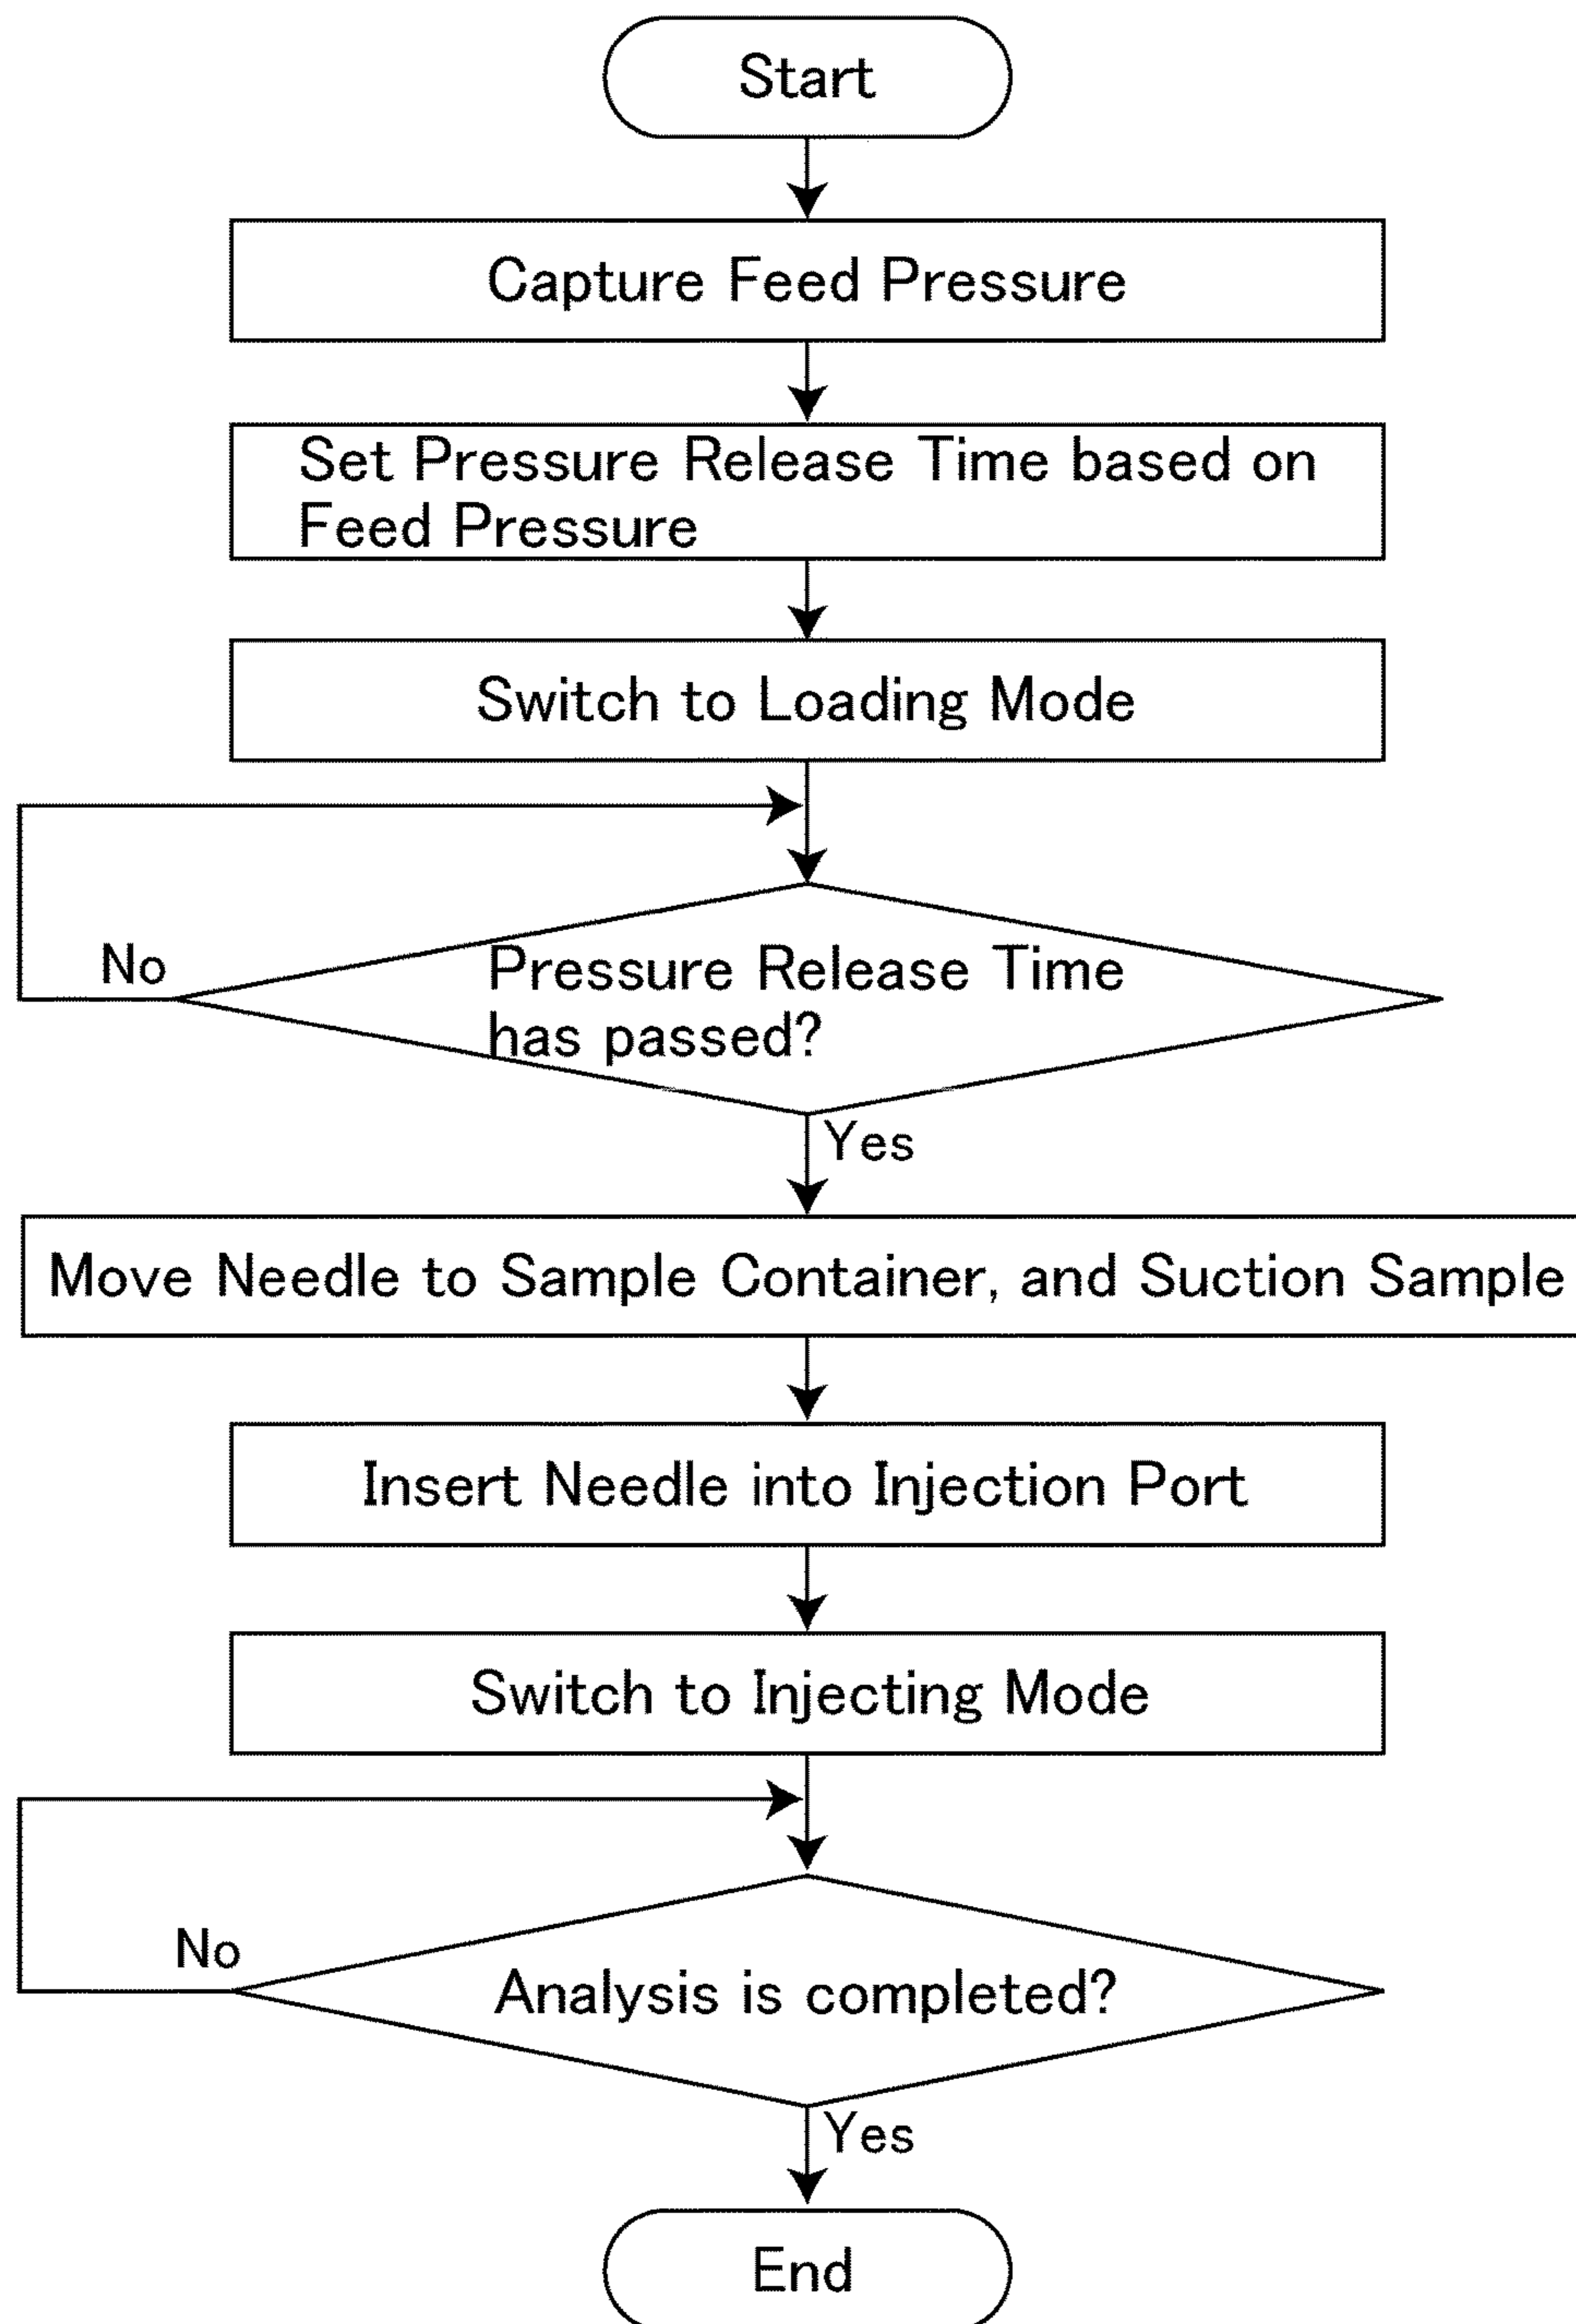 Start
Capture Feed Pressure
Set Pressure Release Time based on
Feed Pressure
Switch to Loading Mode
No
Pressure Release Time
has passed?
Yes
Move Needle to Sample Container, and Suction Sample
Insert Needle into Injection Port
Switch to Injecting Mode
No
Analysis is completed?
Yes
End